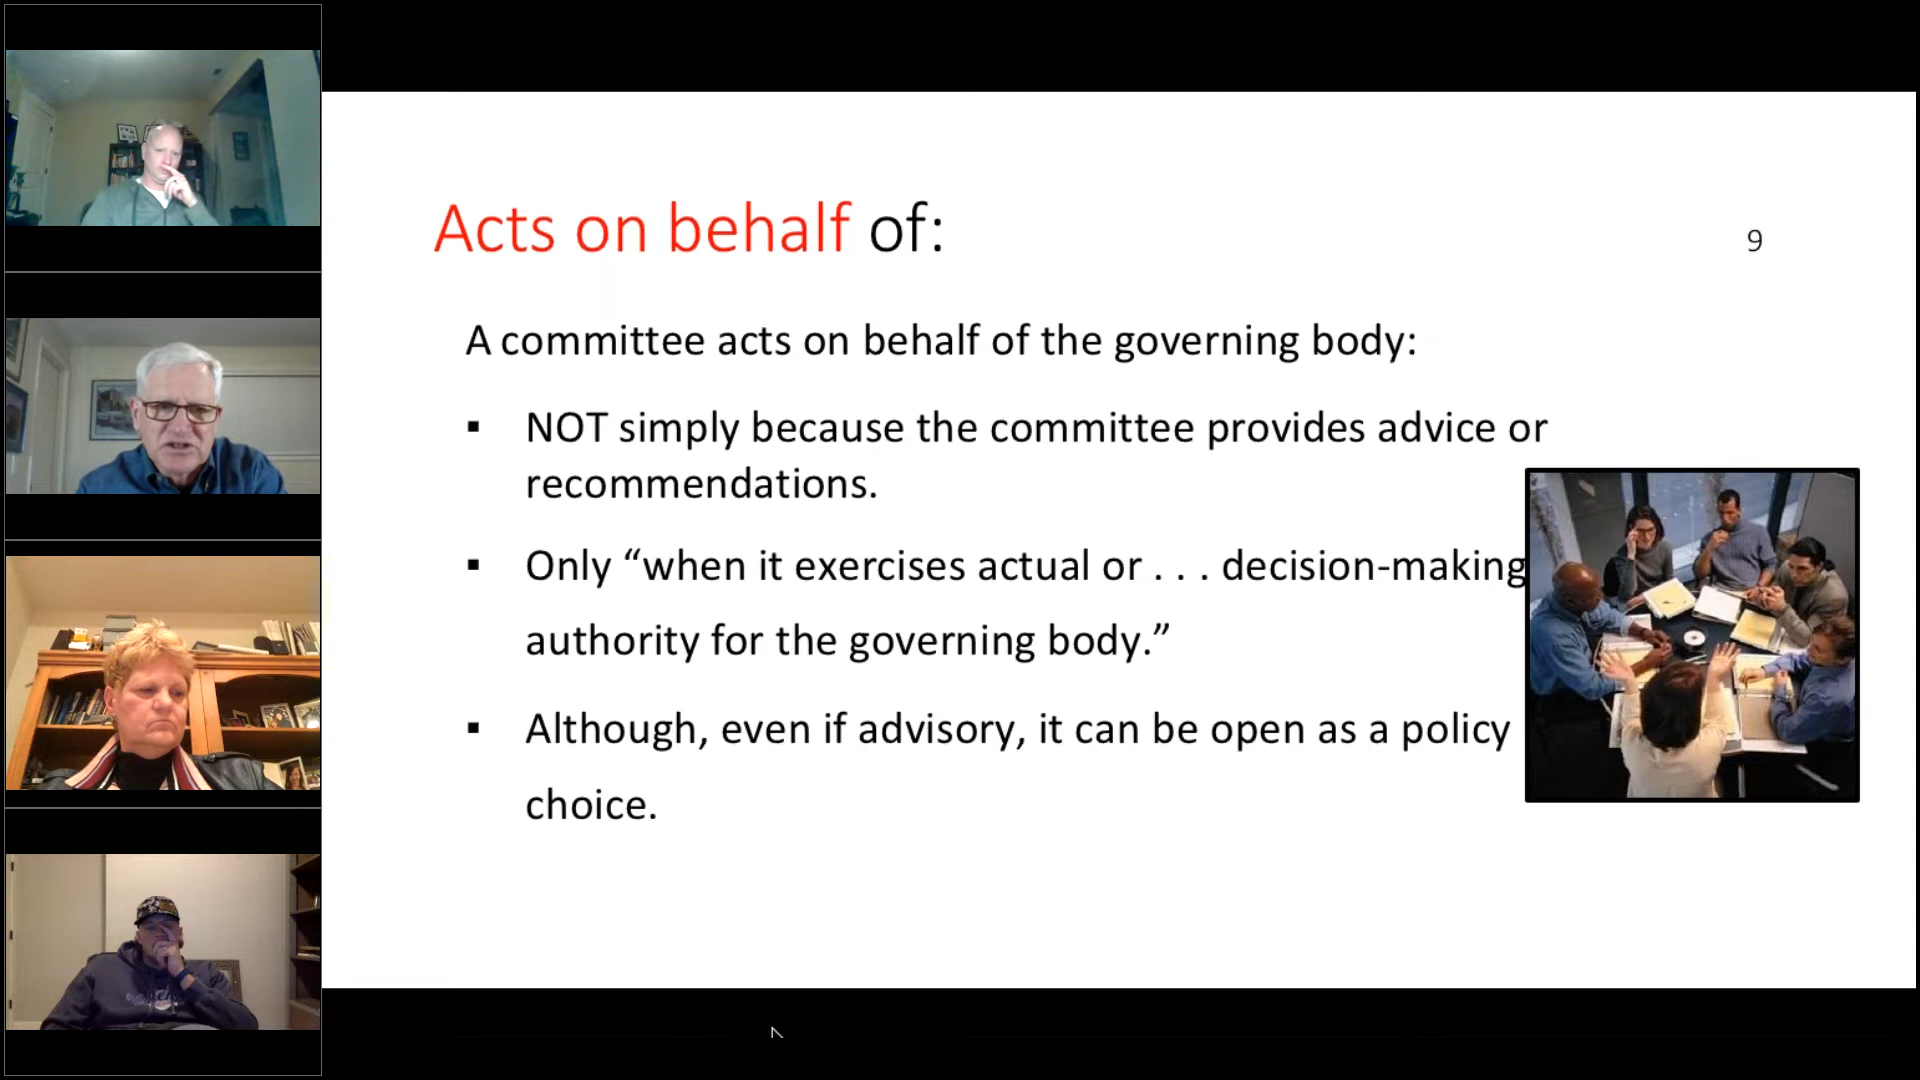 Acts on behalf of:
9
A committee acts on behalf of the governing body:
▪ NOT simply because the committee provides advice or
recommendations.
▪ Only “when it exercises actual or . . . decision-making
authority for the governing body.”
▪ Although, even if advisory, it can be open as a policy
choice.